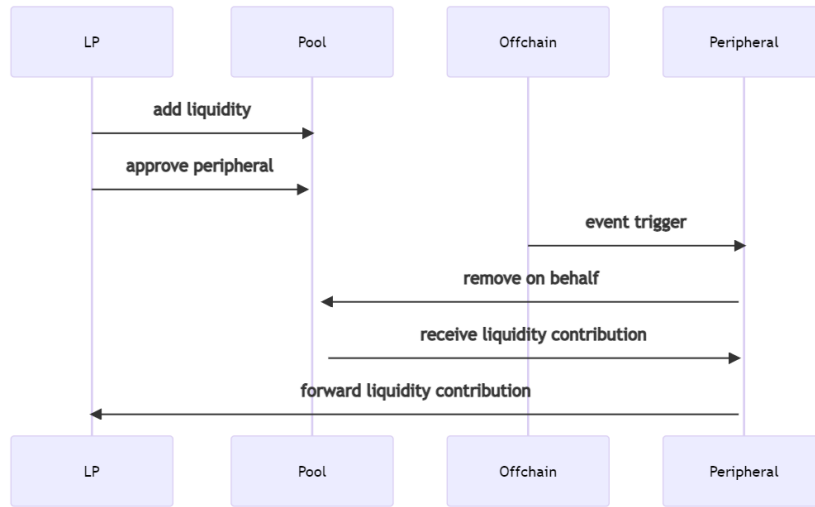 LP
Pool
Offchain
Peripheral
add liquidity
approve peripheral
event trigger
remove on behalf
receive liquidity contribution
forward liquidity contribution
LP
Pool
Offchain
Peripheral